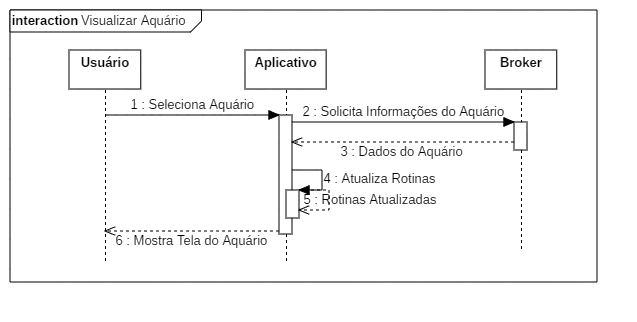 interaction Visualizar Aquário
Usuário
Aplicativo
Broker
1 : Seleciona Aquário
2 : Solicita Informações do Aquário
3 : Dados do Aquário
4 : Atualiza Rotinas
5 : Rotinas Atualizadas
6 : Mostra Tela do Aquário